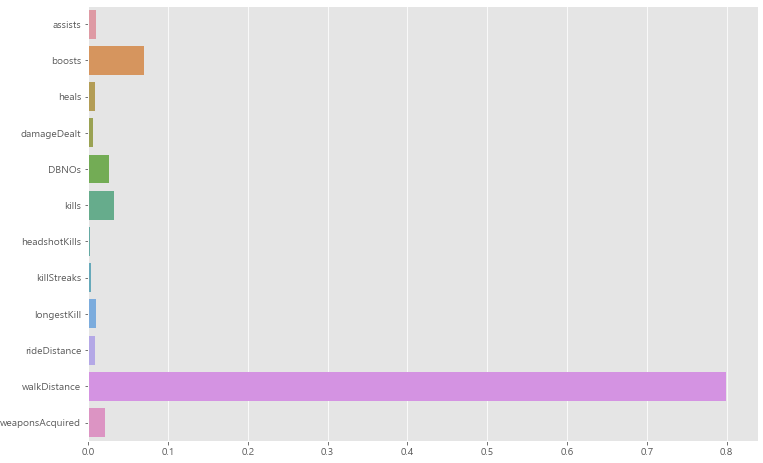 assists
boosts
heals
damageDealt
DBNOs
kills
headshotKills
killStreaks
longestKill
rideDistance
walkDistance
weaponsAcquired
0.0 0.1 0.2 0.3 0.4 0.5 0.6 0.7 0.8